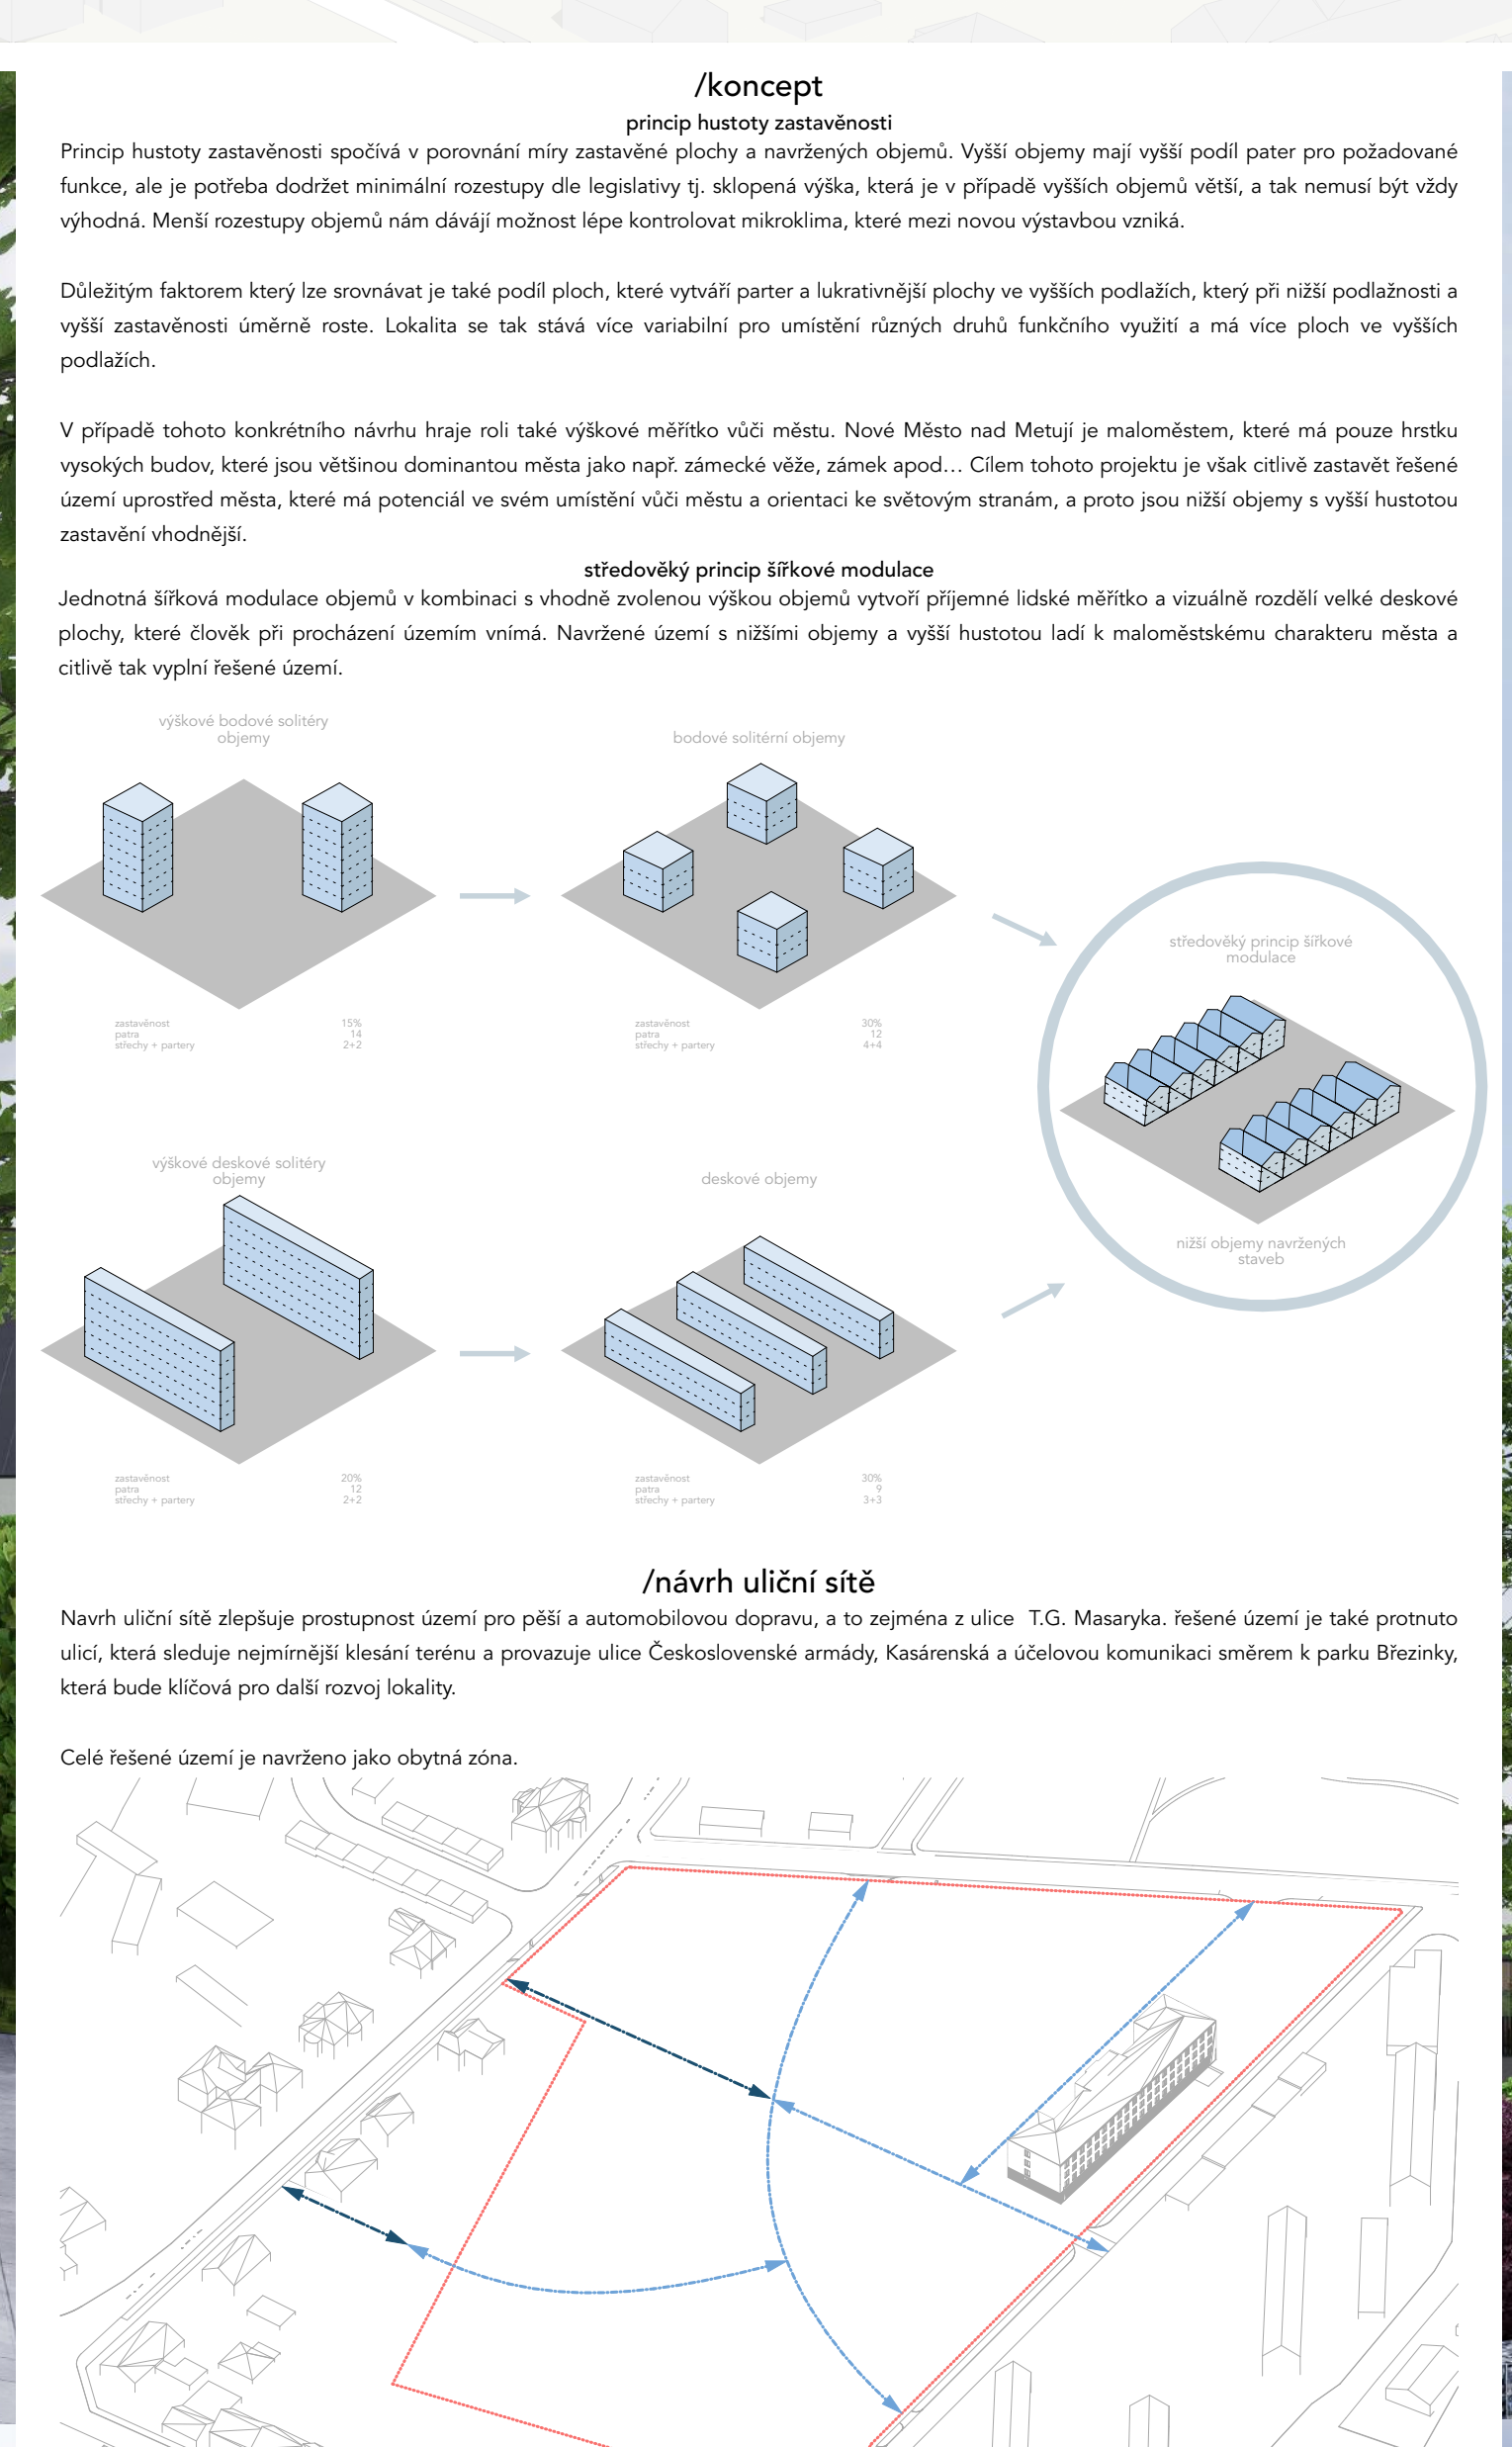 /koncept
princip hustoty zastavěnosti
Princip hustoty zastavěnosti spočívá v porovnání míry zastavěné plochy a navržených objemů. Vyšší objemy mají vyšší podíl pater pro požadované
funkce, ale je potřeba dodržet minimální rozestupy dle legislativy tj. sklopená výška, která je v případě vyšších objemů větší, a tak nemusí být vždy
výhodná. Menší rozestupy objemů nám dávájí možnost lépe kontrolovat mikroklima, které mezi novou výstavbou vzniká.
Důležitým faktorem který lze srovnávat je také podíl ploch, které vytváří parter a lukrativnější plochy ve vyšších podlažích, který při nižší podlažnosti a
vyšší zastavěnosti úměrně roste. Lokalita se tak stává více variabilní pro umístění různých druhů funkčního využití a má více ploch ve vyšších
podlažích.
V případě tohoto konkrétního návrhu hraje roli také výškové měřítko vůči městu. Nové Město nad Metují je maloměstem, které má pouze hrstku
vysokých budov, které jsou většinou dominantou města jako např. zámecké věže, zámek apod... Cílem tohoto projektu je však citlivě zastavět řešené
území uprostřed města, které má potenciál ve svém umístění vůči městu a orientaci ke světovým stranám, a proto jsou nižší objemy s vyšší hustotou
zastavění vhodnější.
středověký princip šířkové modulace
Jednotná šířková modulace objemů v kombinaci s vhodně zvolenou výškou objemů vytvoří příjemné lidské měřítko a vizuálně rozdělí velké deskové
plochy, které člověk při procházení územím vnímá. Navržené území s nižšími objemy a vyšší hustotou ladí k maloměstskému charakteru města a
citlivě tak vyplní řešené území.
výškové bodové solitéry
objemy
bodové solitérní objemy
zastavěnost 15%
patra 14
střechy + partery 2+2
zastavěnost 30%
patra 12
střechy + partery 4+4
středověký princip šířkové
modulace
nižší objemy navržených
staveb
výškové deskové solitéry
objemy
deskové objemy
zastavěnost 20%
patra 12
střechy + partery 2+2
zastavěnost 30%
patra 9
střechy + partery 3+3
/návrh uliční sítě
Navrh uliční sítě zlepšuje prostupnost území pro pěší a automobilovou dopravu, a to zejména z ulice T.G. Masaryka. řešené území je také protnuto
ulicí, která sleduje nejmírnější klesání terénu a provazuje ulice Československé armády, Kasárenská a účelovou komunikaci směrem k parku Březinky,
která bude klíčová pro další rozvoj lokality.
Celé řešené území je navrženo jako obytná zóna.